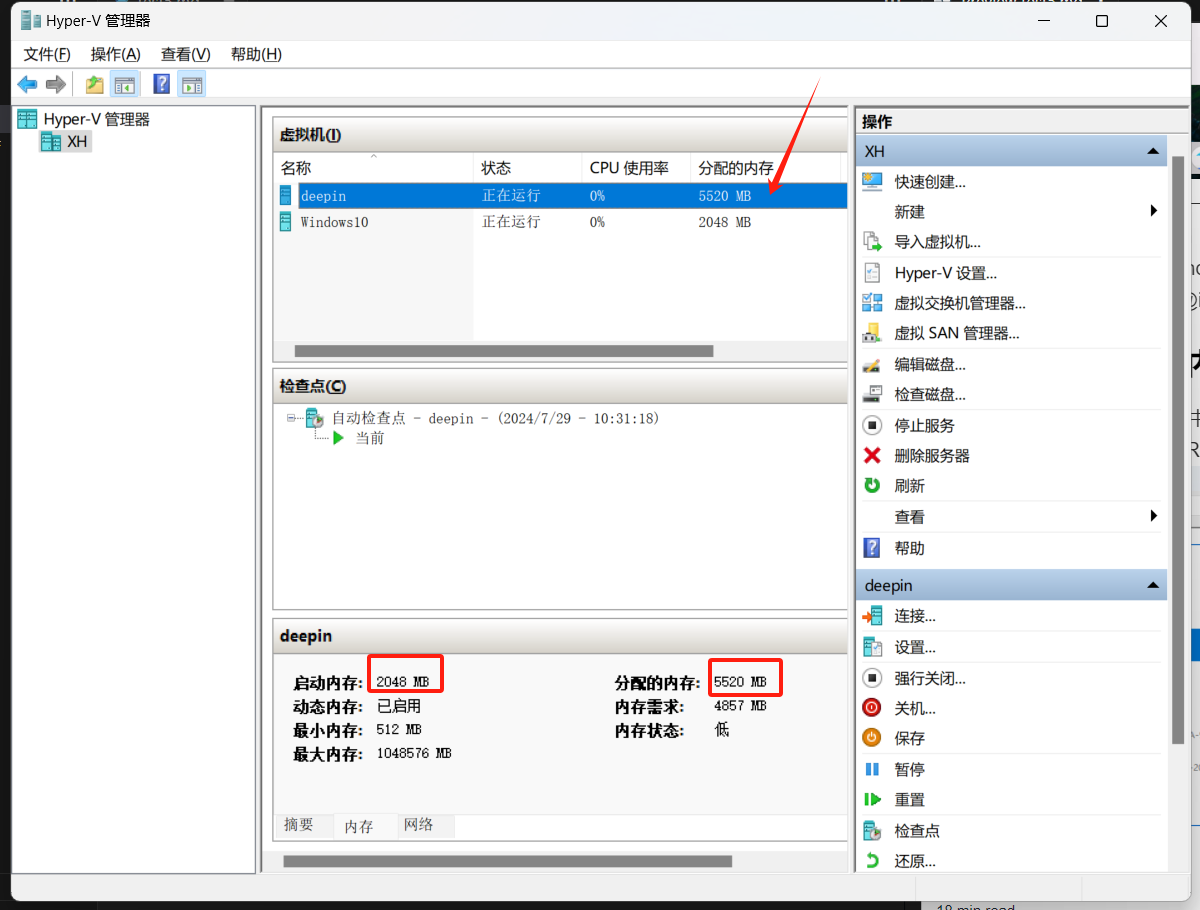 Hyper-V 管理器
文件(F) 操作(A) 查看(V) 帮助(H)
Hyper-V 管理器
XH
虚拟机(I)
名称 状态 CPU 使用率 分配的内存
deepin 正在运行 0% 5520 MB
Windows10 正在运行 0% 2048 MB
检查点(C)
自动检查点 - deepin - (2024/7/29 - 10:31:18)
当前
deepin
启动内存: 2048 MB 分配的内存: 5520 MB
动态内存: 已启用 内存需求: 4857 MB
最小内存: 512 MB 内存状态: 低
最大内存: 1048576 MB
摘要 内存 网络
操作
XH
快速创建...
新建
导入虚拟机...
Hyper-V 设置...
虚拟交换机管理器...
虚拟 SAN 管理器...
编辑磁盘...
检查磁盘...
停止服务
删除服务器
刷新
查看
帮助
deepin
连接...
设置...
强行关闭...
关机...
保存
暂停
重置
检查点
还原...
18 min read